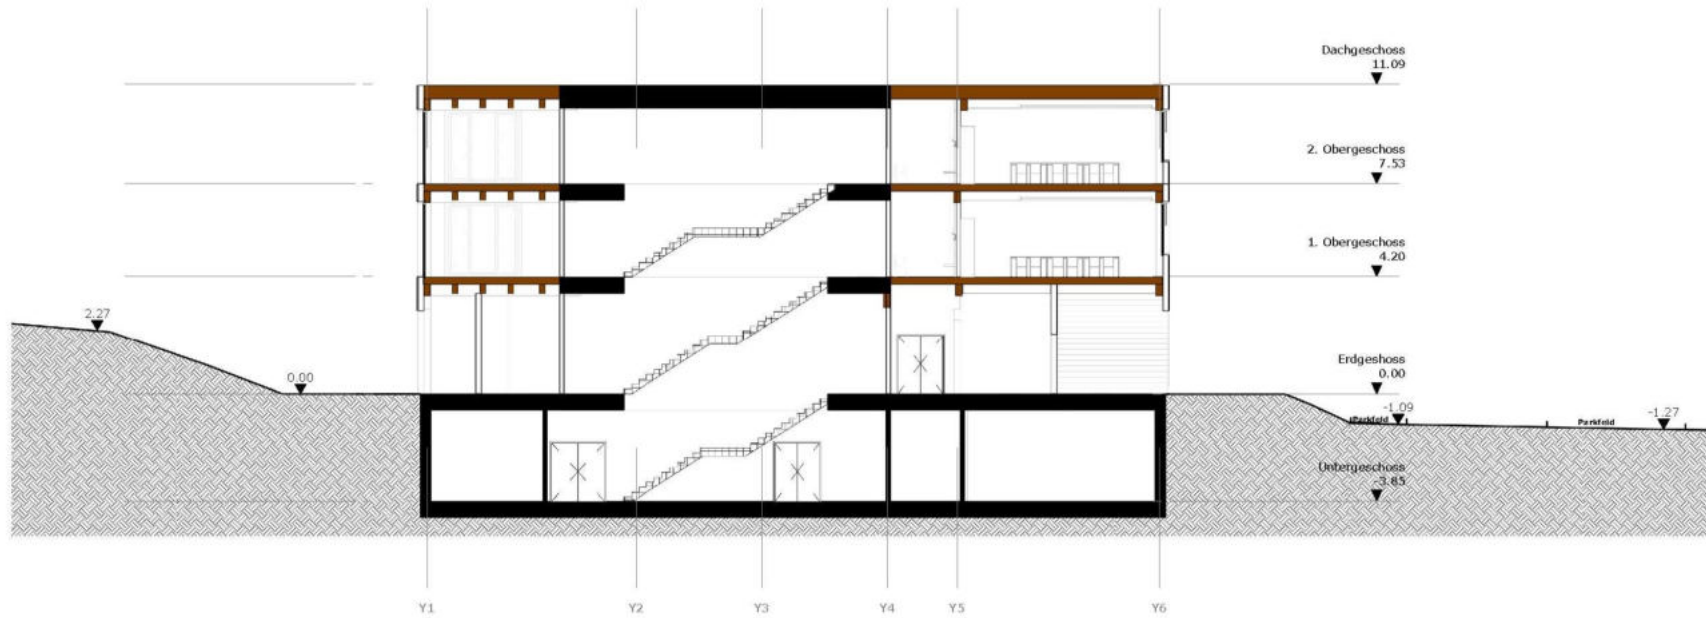 Dachgeschoss
11.09
2. Obergeschoss
7.53
1. Obergeschoss
4.20
2.27
Erdgeshoss
0.00
0.00
-1.09
Parkfeld
Parkfeld
-1.27
Untergeschoss
-3.85
Y1
Y2
Y3
Y4
Y5
Y6